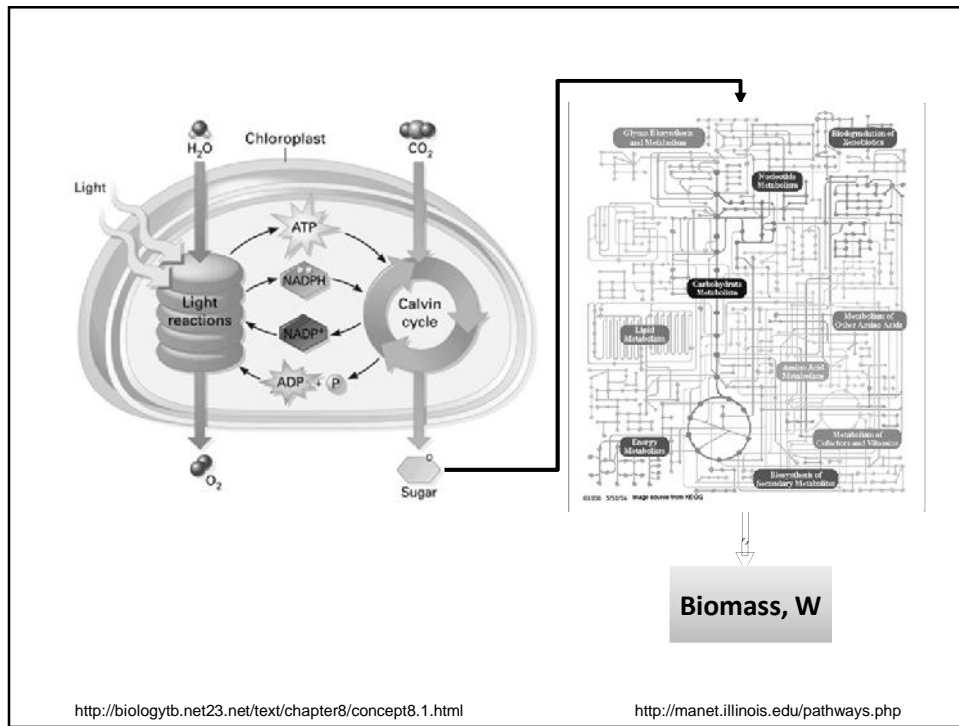 H₂O
Chloroplast
CO₂
Light
ATP
NADPH
Light
reactions
Calvin
cycle
NADP⁺
ADP + P
O₂
Sugar
Glycan Biosynthesis
and Metabolism
Biodegradation of
Xenobiotics
Nucleotide
Metabolism
Carbohydrate
Metabolism
Lipid
Metabolism
Metabolism of
Other Amino Acids
Amino Acid
Metabolism
Metabolism of
Cofactors and Vitamins
Energy
Metabolism
Biosynthesis of
Secondary Metabolites
Image source from KEGG
Biomass, W
http://biologytb.net23.net/text/chapter8/concept8.1.html
http://manet.illinois.edu/pathways.php